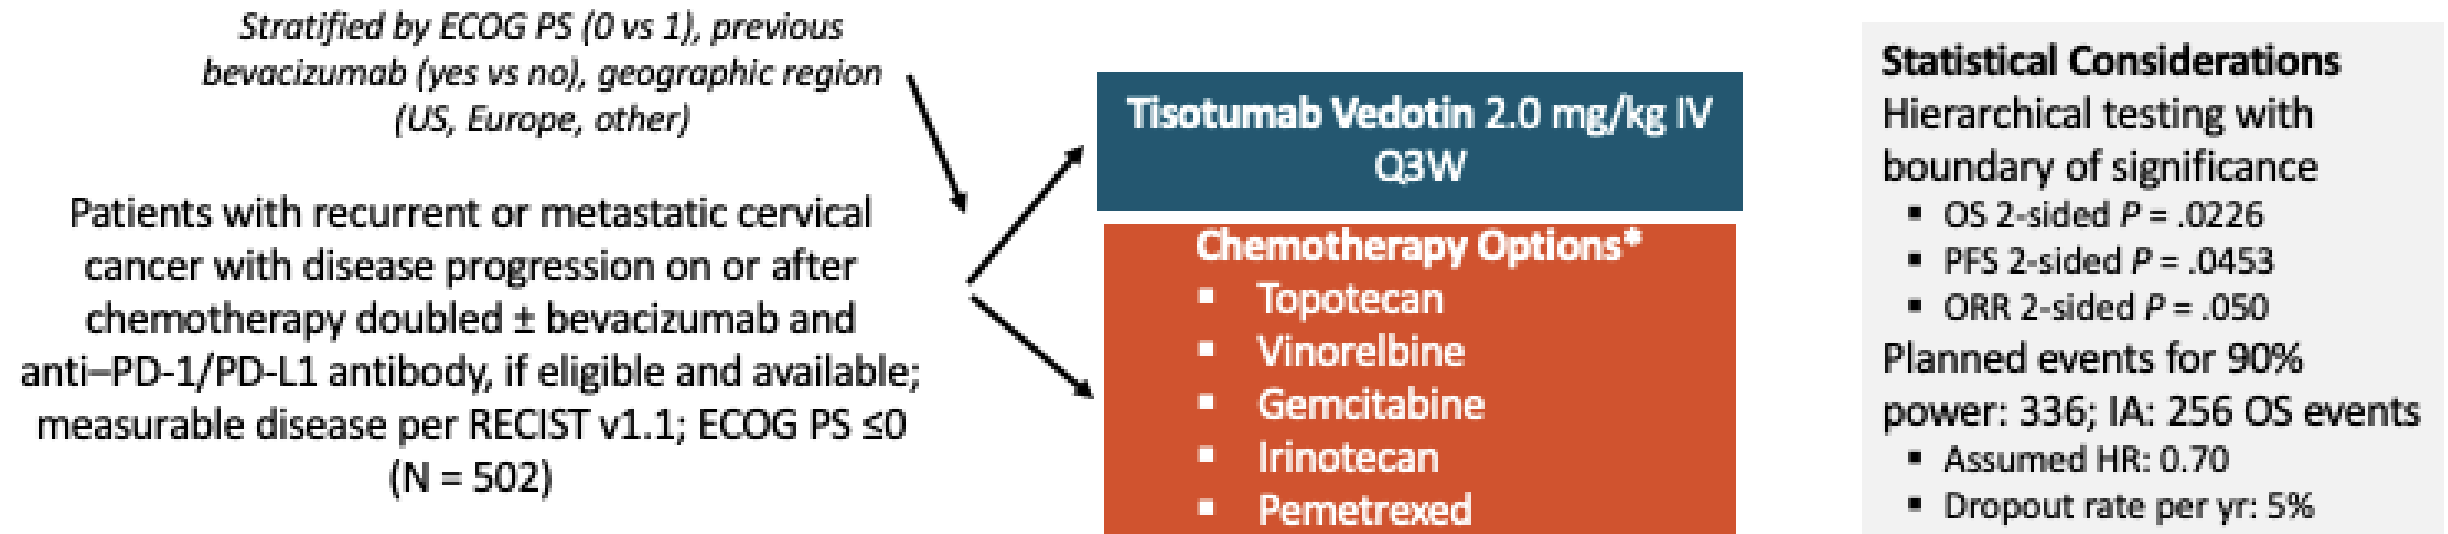 Stratified by ECOG PS (0 vs 1), previous
bevacizumab (yes vs no), geographic region
(US, Europe, other)
Patients with recurrent or metastatic cervical
cancer with disease progression on or after
chemotherapy doubled ± bevacizumab and
anti–PD-1/PD-L1 antibody, if eligible and available;
measurable disease per RECIST v1.1; ECOG PS ≤0
(N = 502)
Tisotumab Vedotin 2.0 mg/kg IV
Q3W
Chemotherapy Options*
▪ Topotecan
▪ Vinorelbine
▪ Gemcitabine
▪ Irinotecan
▪ Pemetrexed
Statistical Considerations
Hierarchical testing with
boundary of significance
▪ OS 2-sided P = .0226
▪ PFS 2-sided P = .0453
▪ ORR 2-sided P = .050
Planned events for 90%
power: 336; IA: 256 OS events
▪ Assumed HR: 0.70
▪ Dropout rate per yr: 5%